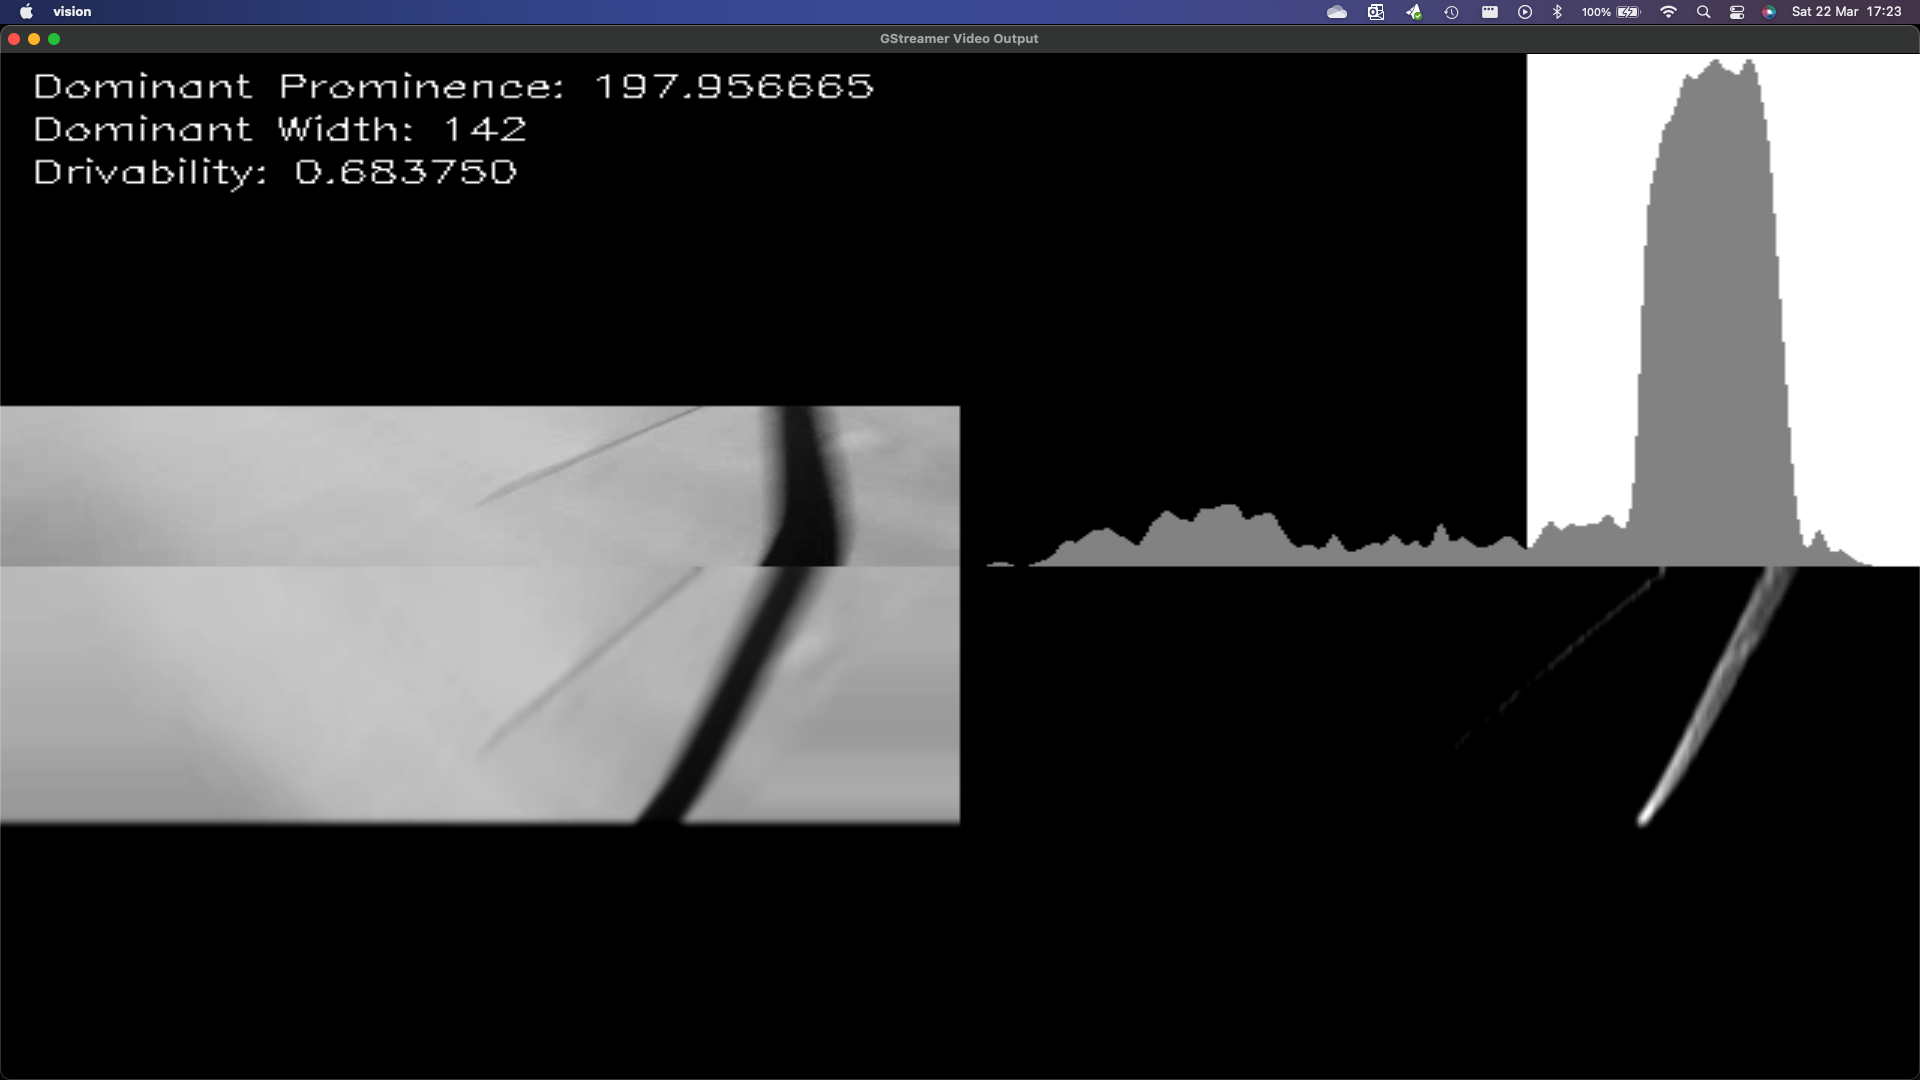 vision
100%
Sat 22 Mar 17:23
GStreamer Video Output
Dominant Prominence: 197.956665
Dominant Width: 142
Drivability: 0.683750